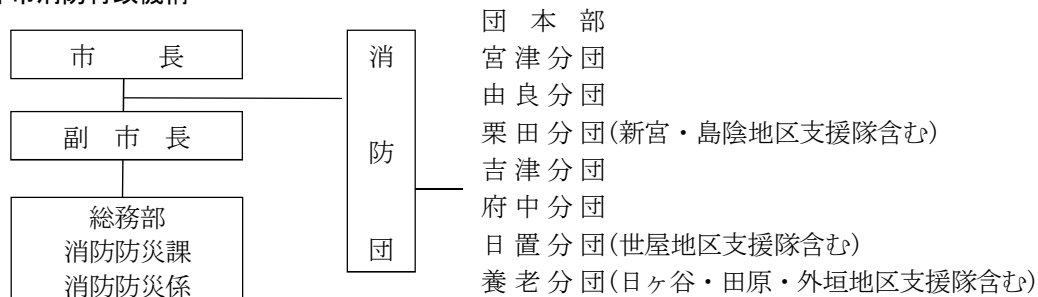 市長
副市長
総務部
消防防災課
消防防災係
消防団
団本部
宮津分団
由良分団
栗田分団(新宮・島陰地区支援隊含む)
吉津分団
府中分団
日置分団(世屋地区支援隊含む)
養老分団(日ヶ谷・田原・外垣地区支援隊含む)